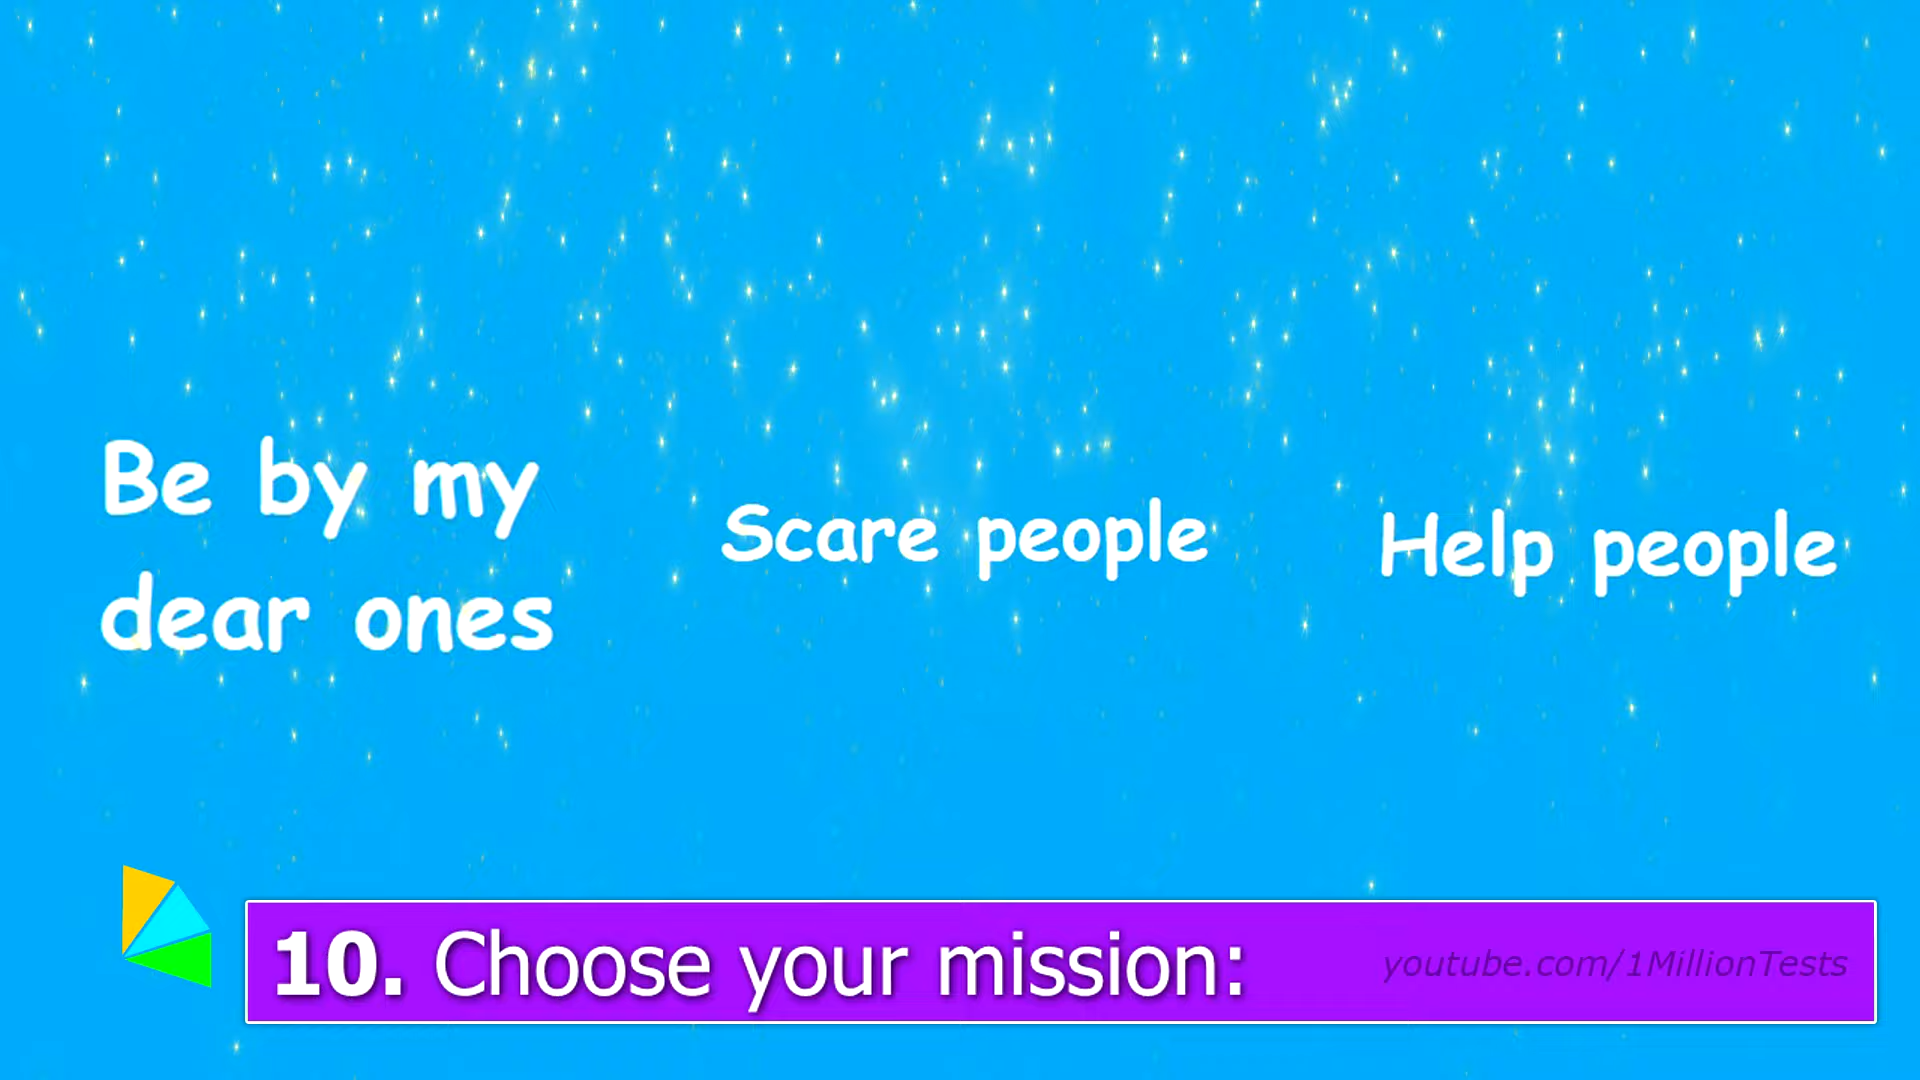 Be by my
dear ones
Scare people
Help people
10. Choose your mission:
youtube.com/1MillionTests